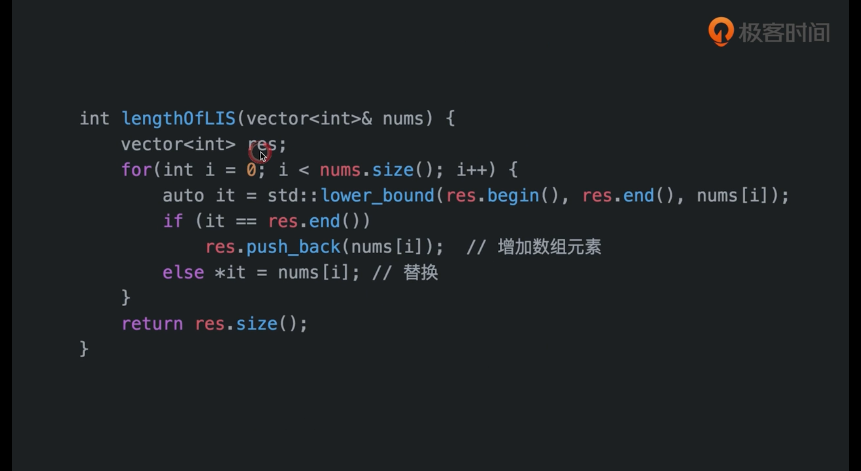 极客时间
int lengthOfLIS(vector<int>& nums) {
    vector<int> res;
    for(int i = 0; i < nums.size(); i++) {
        auto it = std::lower_bound(res.begin(), res.end(), nums[i]);
        if (it == res.end())
            res.push_back(nums[i]);  // 增加数组元素
        else *it = nums[i]; // 替换
    }
    return res.size();
}